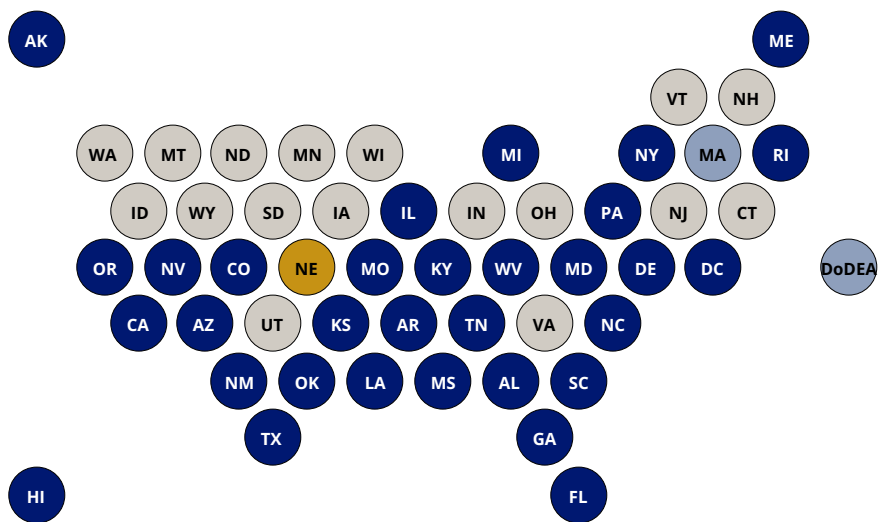 AK ME
VT NH
WA MT ND MN WI MI NY MA RI
ID WY SD IA IL IN OH PA NJ CT
OR NV CO NE MO KY WV MD DE DC DoDEA
CA AZ UT KS AR TN VA NC
NM OK LA MS AL SC
TX GA
HI FL